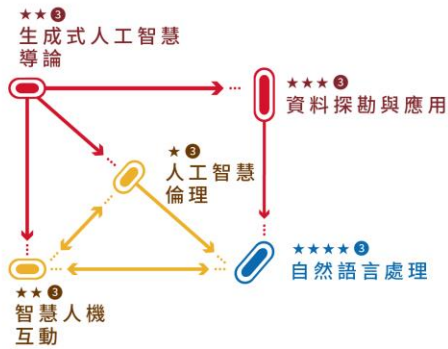 ★★❸
生成式人工智慧
導論
★★★❸
資料探勘與應用
★❸
人工智慧
倫理
★★★★❸
自然語言處理
★★❸
智慧人機
互動